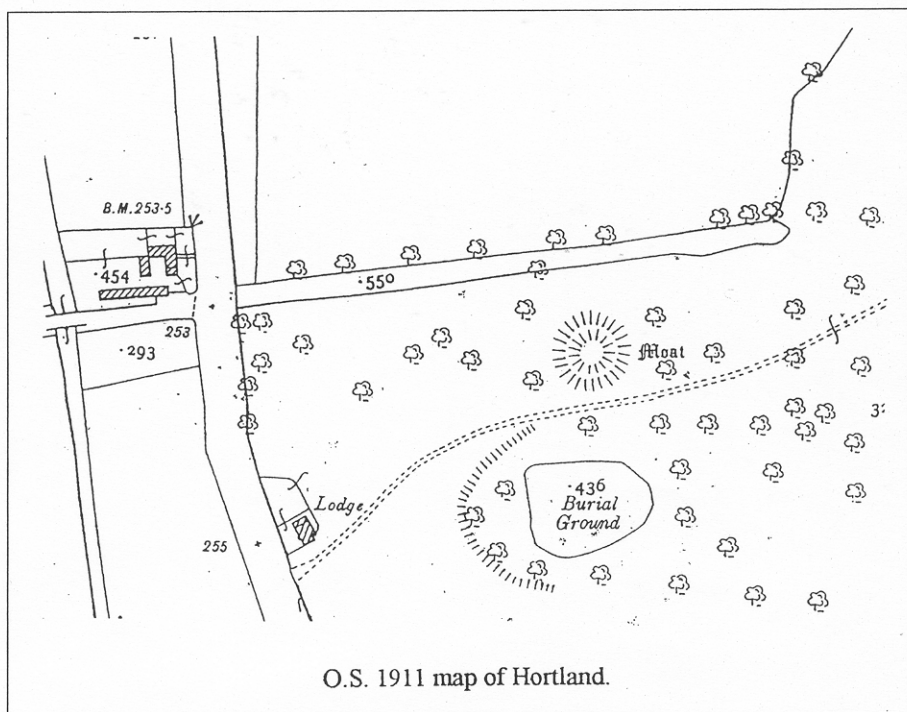 B.M. 253·5
·454
·55⁰
253
·293
Moat
·436
Burial
Ground
Lodge
255
O.S. 1911 map of Hortland.